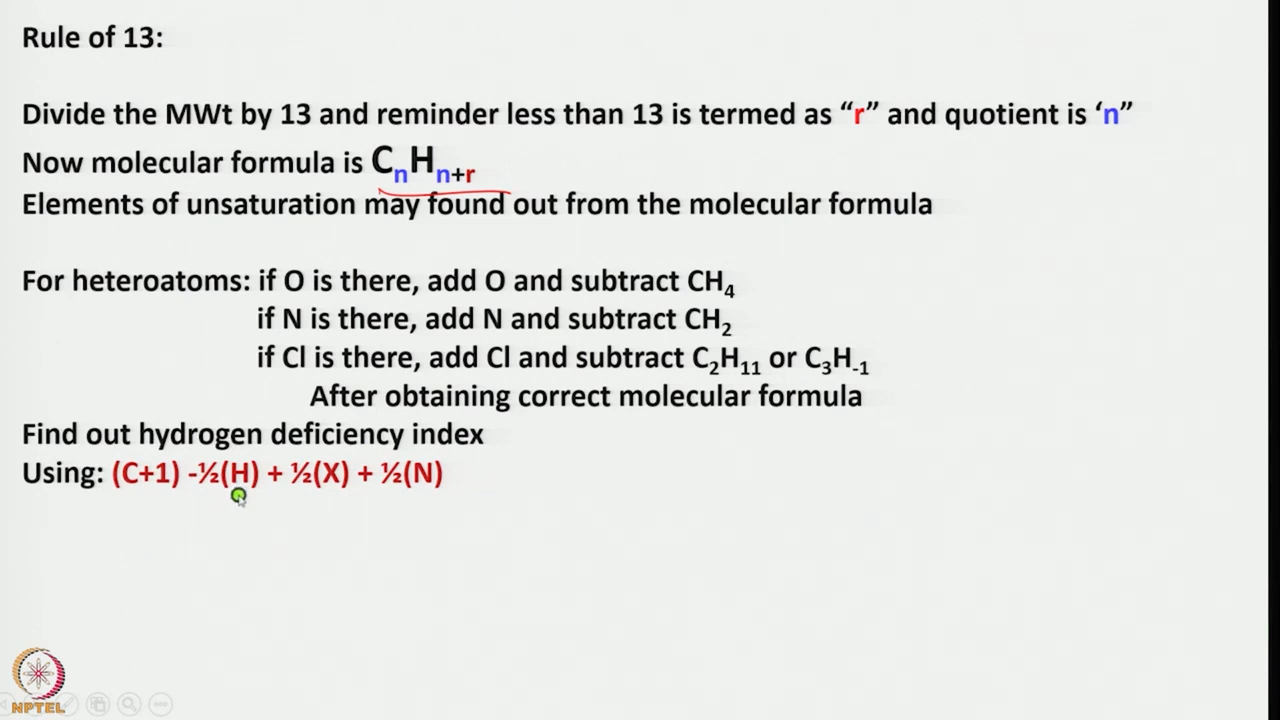 Rule of 13:
Divide the MWt by 13 and reminder less than 13 is termed as “r” and quotient is ‘n”
Now molecular formula is CₙHₙ₊ᵣ
Elements of unsaturation may found out from the molecular formula
For heteroatoms: if O is there, add O and subtract CH₄
if N is there, add N and subtract CH₂
if Cl is there, add Cl and subtract C₂H₁₁ or C₃H₋₁
After obtaining correct molecular formula
Find out hydrogen deficiency index
Using: (C+1) -½(H) + ½(X) + ½(N)
NPTEL